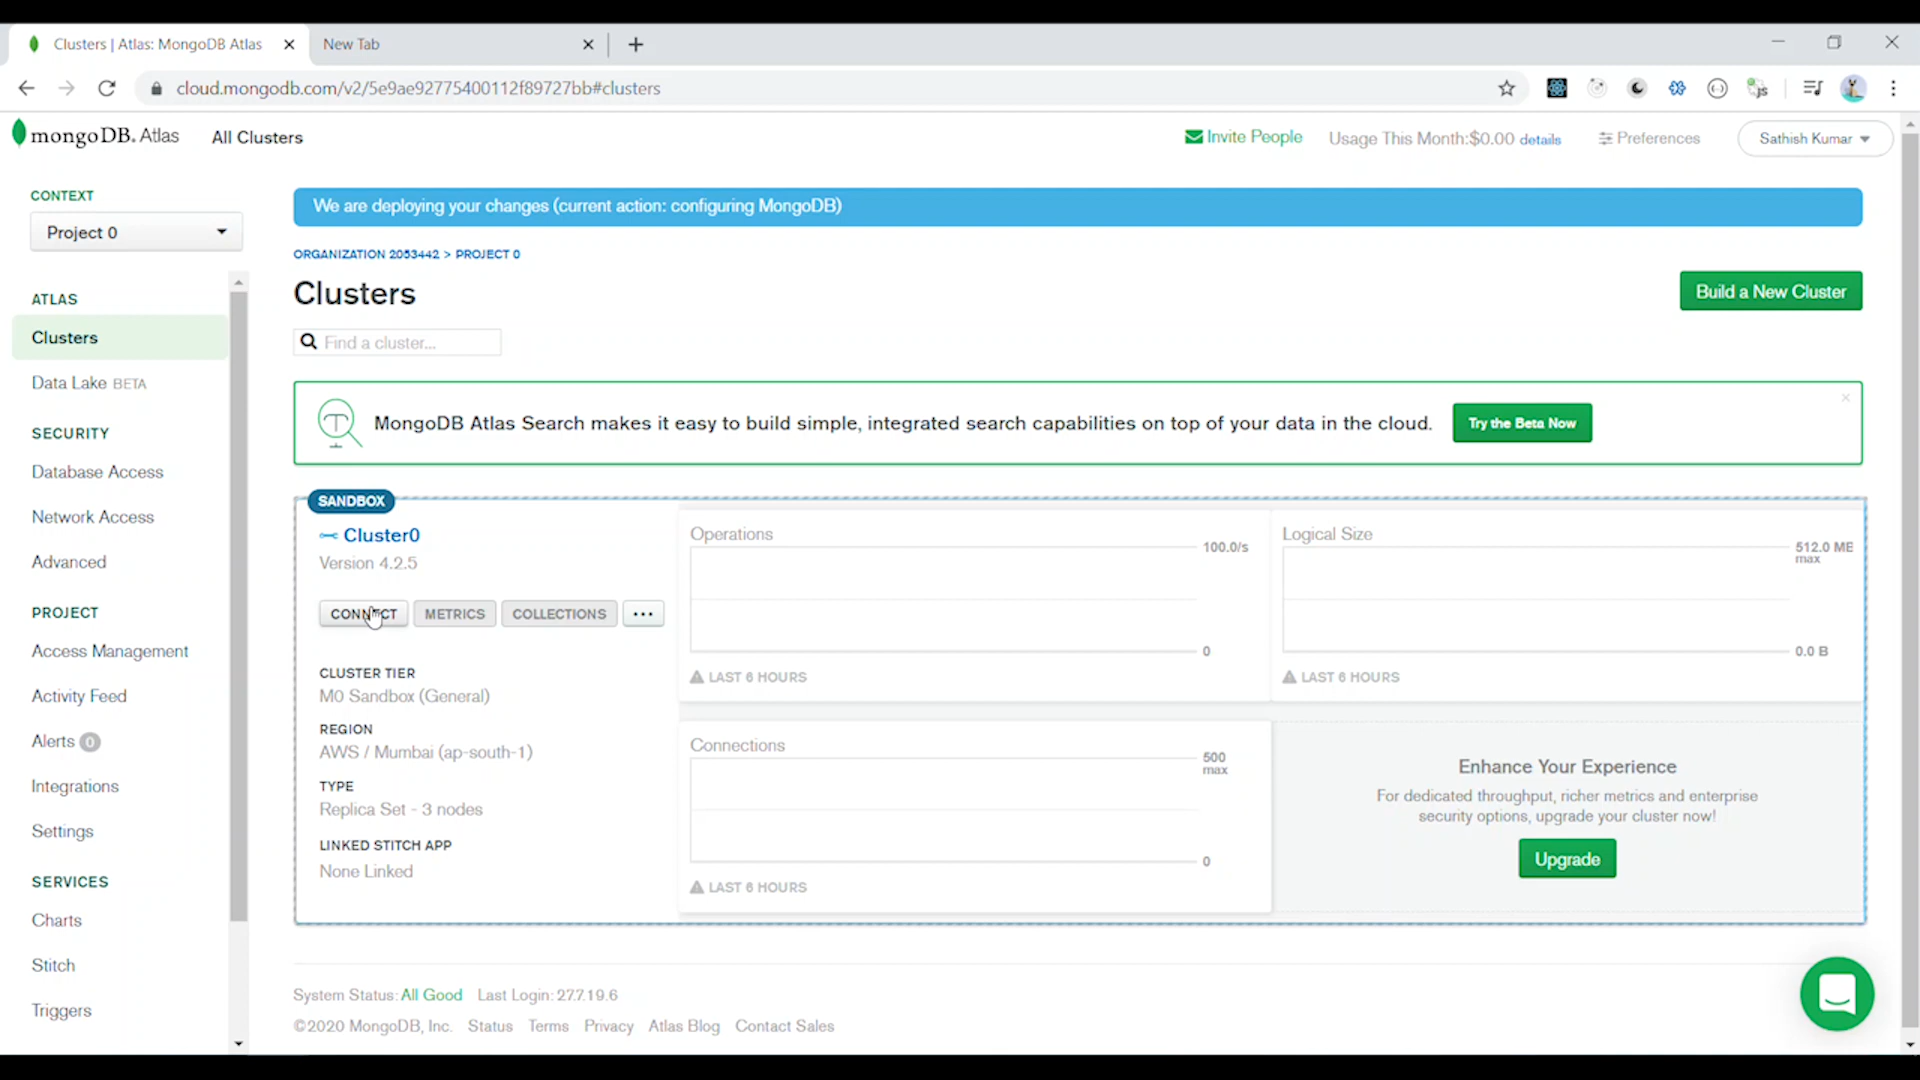 Clusters | Atlas: MongoDB Atlas
New Tab
cloud.mongodb.com/v2/5e9ae92775400112f89727bb#clusters
mongoDB. Atlas
All Clusters
Invite People
Usage This Month:$0.00 details
Preferences
Sathish Kumar
CONTEXT
Project 0
ATLAS
Clusters
Data Lake BETA
SECURITY
Database Access
Network Access
Advanced
PROJECT
Access Management
Activity Feed
Alerts 0
Integrations
Settings
SERVICES
Charts
Stitch
Triggers
We are deploying your changes (current action: configuring MongoDB)
ORGANIZATION 2053442 > PROJECT 0
Clusters
Build a New Cluster
Find a cluster...
MongoDB Atlas Search makes it easy to build simple, integrated search capabilities on top of your data in the cloud.
Try the Beta Now
SANDBOX
Cluster0
Version 4.2.5
CONNECT
METRICS
COLLECTIONS
CLUSTER TIER
M0 Sandbox (General)
REGION
AWS / Mumbai (ap-south-1)
TYPE
Replica Set - 3 nodes
LINKED STITCH APP
None Linked
Operations
100.0/s
0
LAST 6 HOURS
Logical Size
512.0 MB
max
0.0 B
LAST 6 HOURS
Connections
500
max
0
LAST 6 HOURS
Enhance Your Experience
For dedicated throughput, richer metrics and enterprise
security options, upgrade your cluster now!
Upgrade
System Status: All Good Last Login: 27.7.19.6
©2020 MongoDB, Inc. Status Terms Privacy Atlas Blog Contact Sales